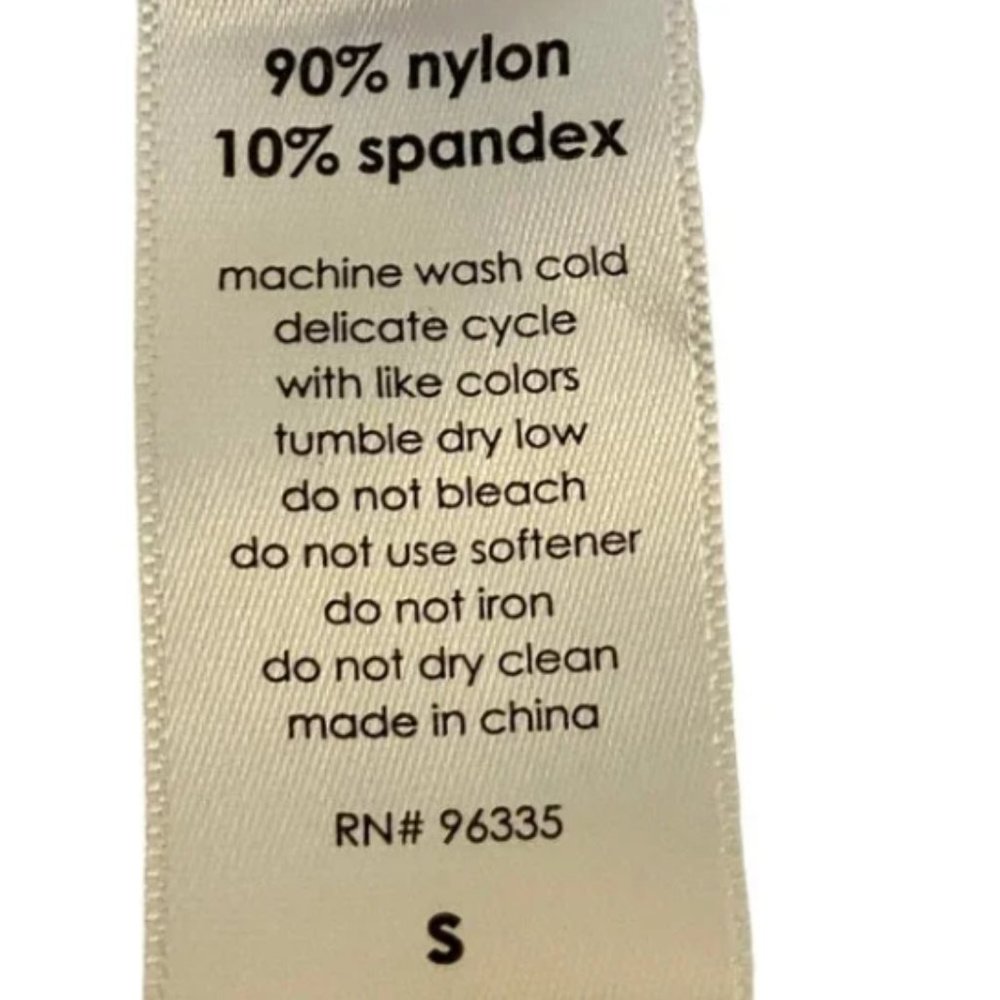 90% nylon
10% spandex
machine wash cold
delicate cycle
with like colors
tumble dry low
do not bleach
do not use softener
do not iron
do not dry clean
made in china
RN# 96335
S